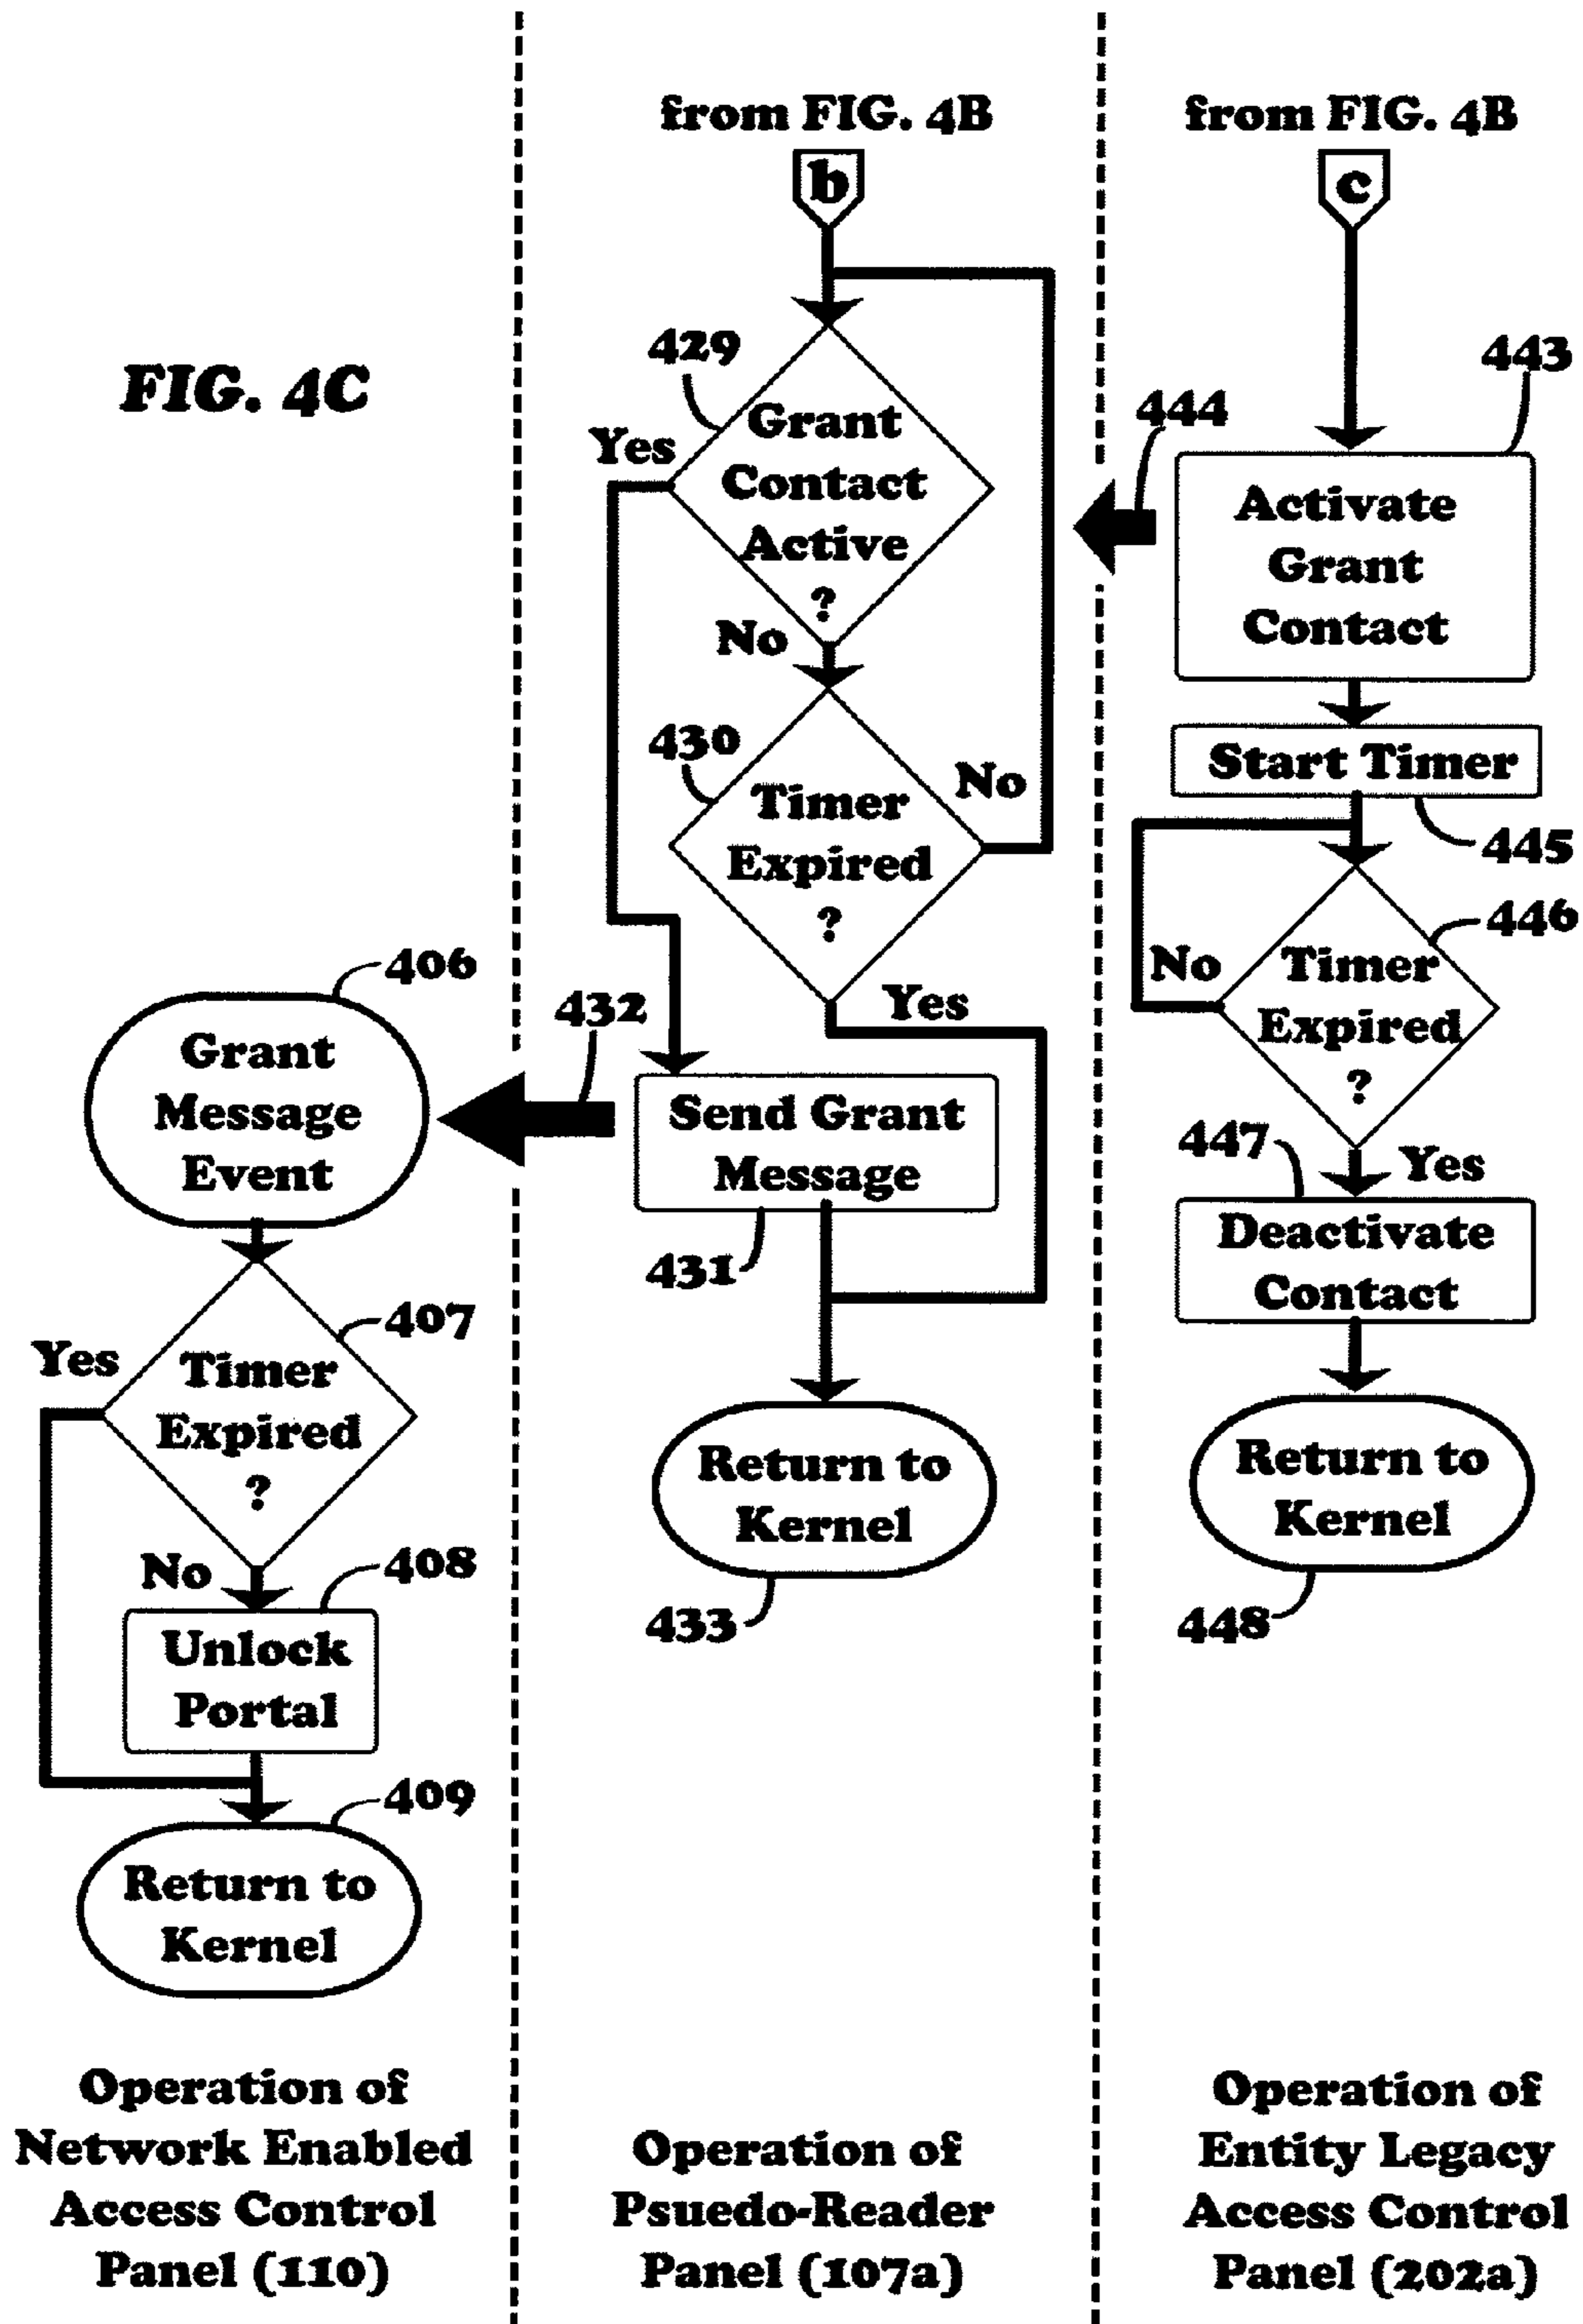 FIG. 4C
406
Grant
Message
Event
407
Yes
Timer
Expired
?
No
408
Unlock
Portal
409
Return to
Kernel
Operation of
Network Enabled
Access Control
Panel (110)
from FIG. 4B
b
429
Yes
Grant
Contact
Active
?
No
430
Timer
Expired
?
No
Yes
432
Send Grant
Message
431
Return to
Kernel
433
Operation of
Psuedo-Reader
Panel (107a)
from FIG. 4B
c
443
444
Activate
Grant
Contact
Start Timer
445
446
No
Timer
Expired
?
447
Yes
Deactivate
Contact
Return to
Kernel
448
Operation of
Entity Legacy
Access Control
Panel (202a)